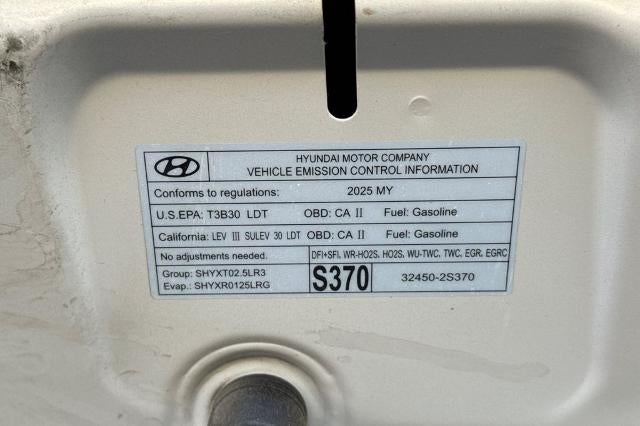 HYUNDAI MOTOR COMPANY
VEHICLE EMISSION CONTROL INFORMATION
Conforms to regulations: 2025 MY
U.S.EPA: T3B30 LDT OBD: CA II Fuel: Gasoline
California: LEV III SULEV 30 LDT OBD: CA II Fuel: Gasoline
No adjustments needed. DFI+SFI, WR-HO2S, HO2S, WU-TWC, TWC, EGR, EGRC
Group: SHYXT02.5LR3
Evap.: SHYXR0125LRG
S370 32450-2S370